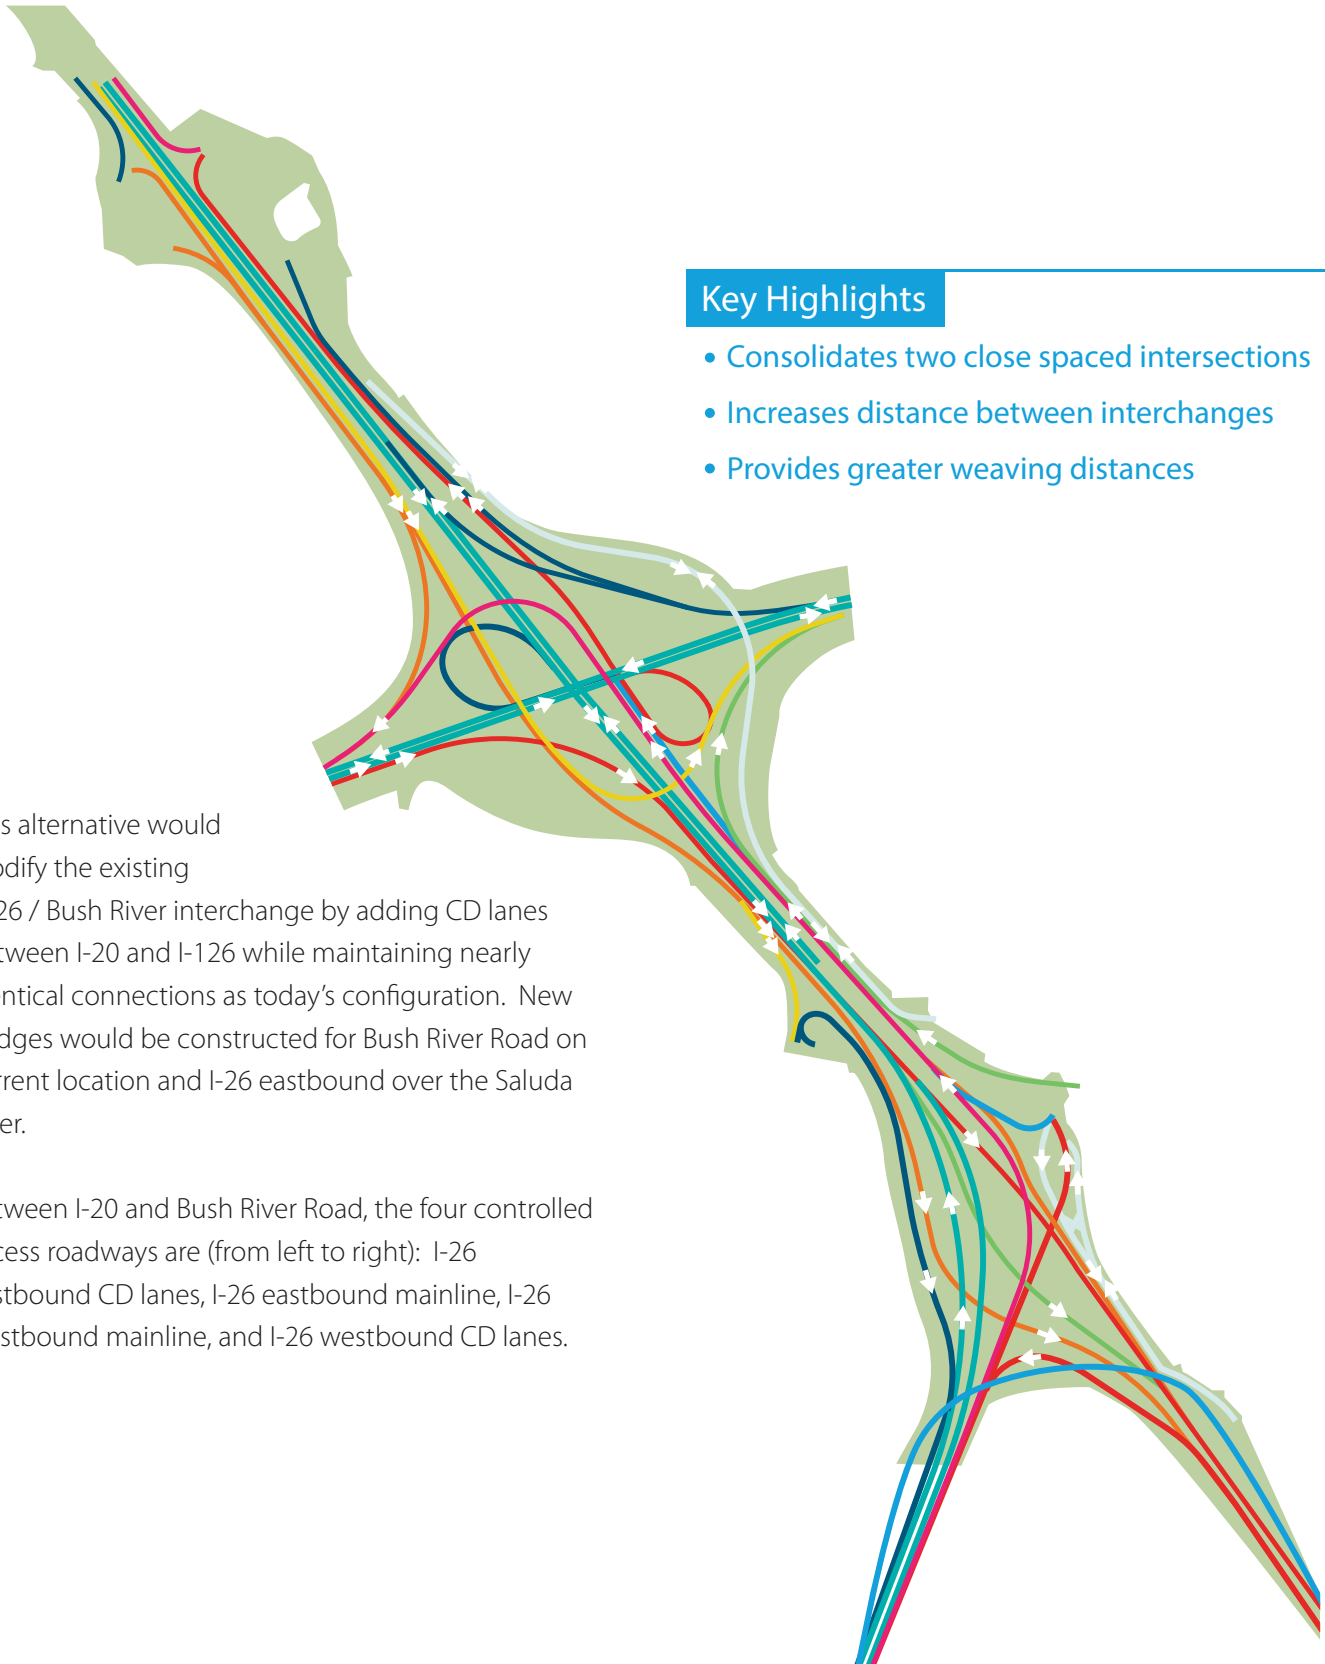 Key Highlights
• Consolidates two close spaced intersections
• Increases distance between interchanges
• Provides greater weaving distances
s alternative would
odify the existing
26 / Bush River interchange by adding CD lanes
tween I-20 and I-126 while maintaining nearly
entical connections as today's configuration. New
dges would be constructed for Bush River Road on
rrent location and I-26 eastbound over the Saluda
er.
tween I-20 and Bush River Road, the four controlled
cess roadways are (from left to right): I-26
stbound CD lanes, I-26 eastbound mainline, I-26
estbound mainline, and I-26 westbound CD lanes.